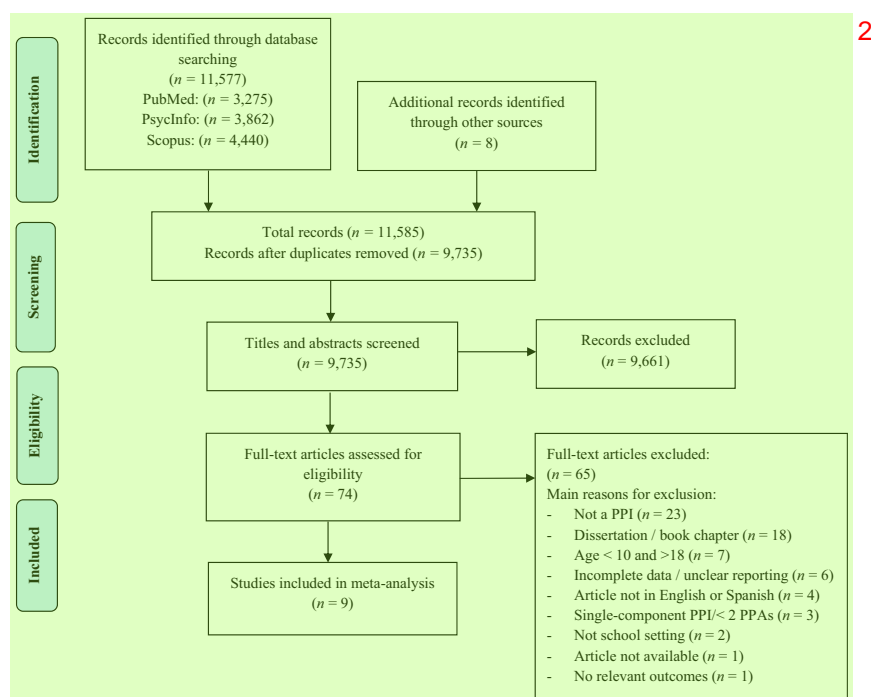 2
Identification
Records identified through database
searching
(n = 11,577)
PubMed: (n = 3,275)
PsycInfo: (n = 3,862)
Scopus: (n = 4,440)
Additional records identified
through other sources
(n = 8)
Total records (n = 11,585)
Records after duplicates removed (n = 9,735)
Screening
Titles and abstracts screened
(n = 9,735)
Records excluded
(n = 9,661)
Eligibility
Full-text articles assessed for
eligibility
(n = 74)
Full-text articles excluded:
(n = 65)
Main reasons for exclusion:
- Not a PPI (n = 23)
- Dissertation / book chapter (n = 18)
- Age < 10 and >18 (n = 7)
- Incomplete data / unclear reporting (n = 6)
- Article not in English or Spanish (n = 4)
- Single-component PPI/< 2 PPAs (n = 3)
- Not school setting (n = 2)
- Article not available (n = 1)
- No relevant outcomes (n = 1)
Included
Studies included in meta-analysis
(n = 9)